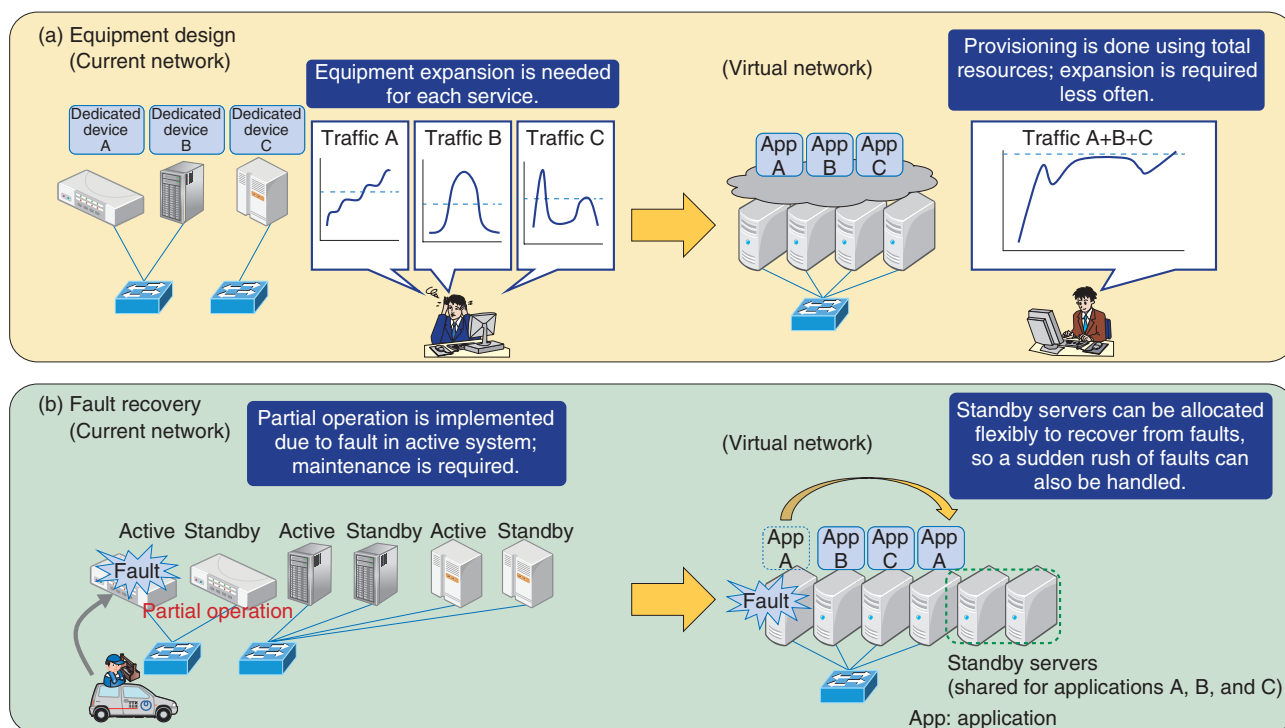 (a) Equipment design
(Current network)
Equipment expansion is needed
for each service.
(Virtual network)
Provisioning is done using total
resources; expansion is required
less often.
Dedicated
device
A
Dedicated
device
B
Dedicated
device
C
Traffic A
Traffic B
Traffic C
App
A
App
B
App
C
Traffic A+B+C
(b) Fault recovery
(Current network)
Partial operation is implemented
due to fault in active system;
maintenance is required.
(Virtual network)
Standby servers can be allocated
flexibly to recover from faults,
so a sudden rush of faults can
also be handled.
Active
Standby
Active
Standby
Active
Standby
Fault
Partial operation
App
A
App
B
App
C
App
A
Fault
Standby servers
(shared for applications A, B, and C)
App: application